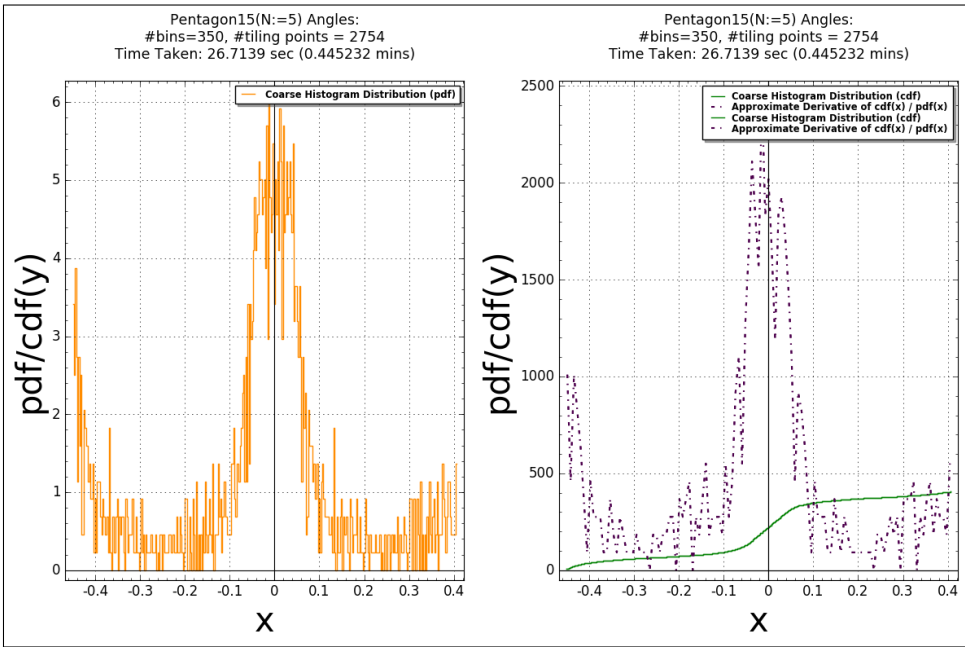 Pentagon15(N:=5) Angles:
#bins=350, #tiling points = 2754
Time Taken: 26.7139 sec (0.445232 mins)
Coarse Histogram Distribution (pdf)
pdf/cdf(y)
6
5
4
3
2
1
0
-0.4 -0.3 -0.2 -0.1 0 0.1 0.2 0.3 0.4
x
Pentagon15(N:=5) Angles:
#bins=350, #tiling points = 2754
Time Taken: 26.7139 sec (0.445232 mins)
Coarse Histogram Distribution (cdf)
Approximate Derivative of cdf(x) / pdf(x)
Coarse Histogram Distribution (cdf)
Approximate Derivative of cdf(x) / pdf(x)
pdf/cdf(y)
2500
2000
1500
1000
500
0
-0.4 -0.3 -0.2 -0.1 0 0.1 0.2 0.3 0.4
x